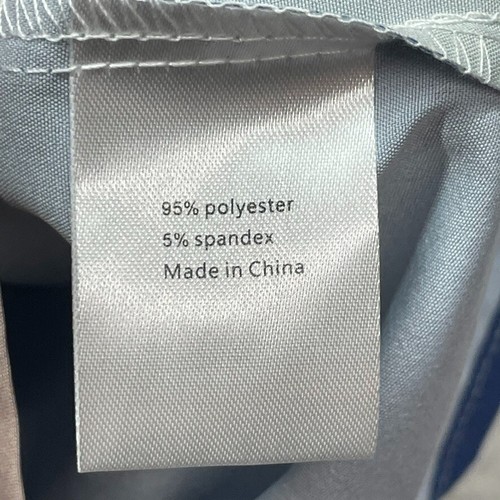 95% polyester
5% spandex
Made in China